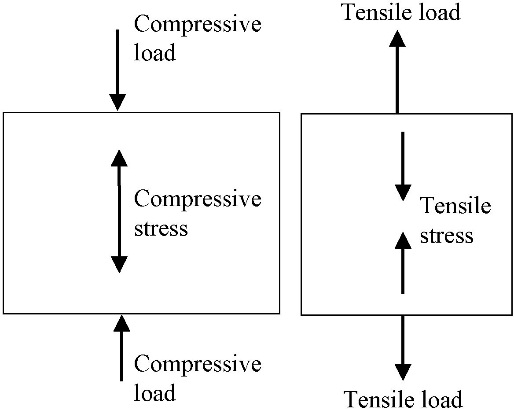 Compressive
load
Compressive
stress
Compressive
load
Tensile load
Tensile
stress
Tensile load